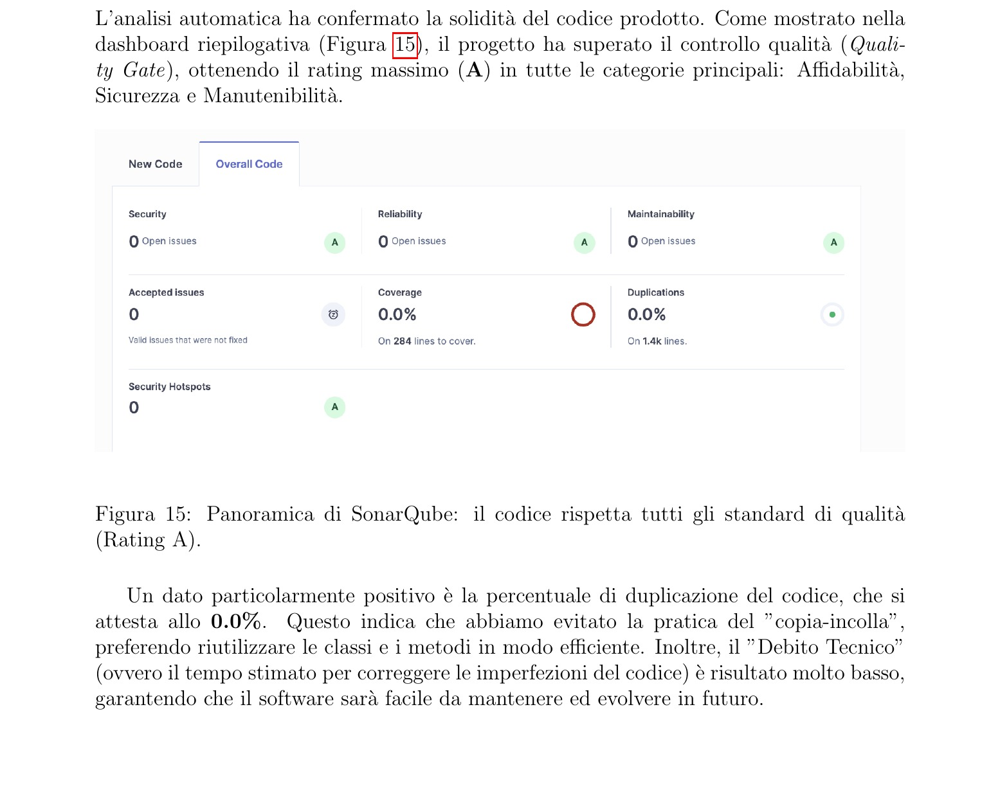 L'analisi automatica ha confermato la solidità del codice prodotto. Come mostrato nella
dashboard riepilogativa (Figura 15), il progetto ha superato il controllo qualità (Quali-
ty Gate), ottenendo il rating massimo (A) in tutte le categorie principali: Affidabilità,
Sicurezza e Manutenibilità.
New Code Overall Code
Security Reliability Maintainability
0 Open issues A 0 Open issues A 0 Open issues A
Accepted issues Coverage Duplications
0 0.0% 0.0%
Valid issues that were not fixed On 284 lines to cover. On 1.4k lines.
Security Hotspots
0 A
Figura 15: Panoramica di SonarQube: il codice rispetta tutti gli standard di qualità
(Rating A).
Un dato particolarmente positivo è la percentuale di duplicazione del codice, che si
attesta allo 0.0%. Questo indica che abbiamo evitato la pratica del ”copia-incolla”,
preferendo riutilizzare le classi e i metodi in modo efficiente. Inoltre, il ”Debito Tecnico”
(ovvero il tempo stimato per correggere le imperfezioni del codice) è risultato molto basso,
garantendo che il software sarà facile da mantenere ed evolvere in futuro.